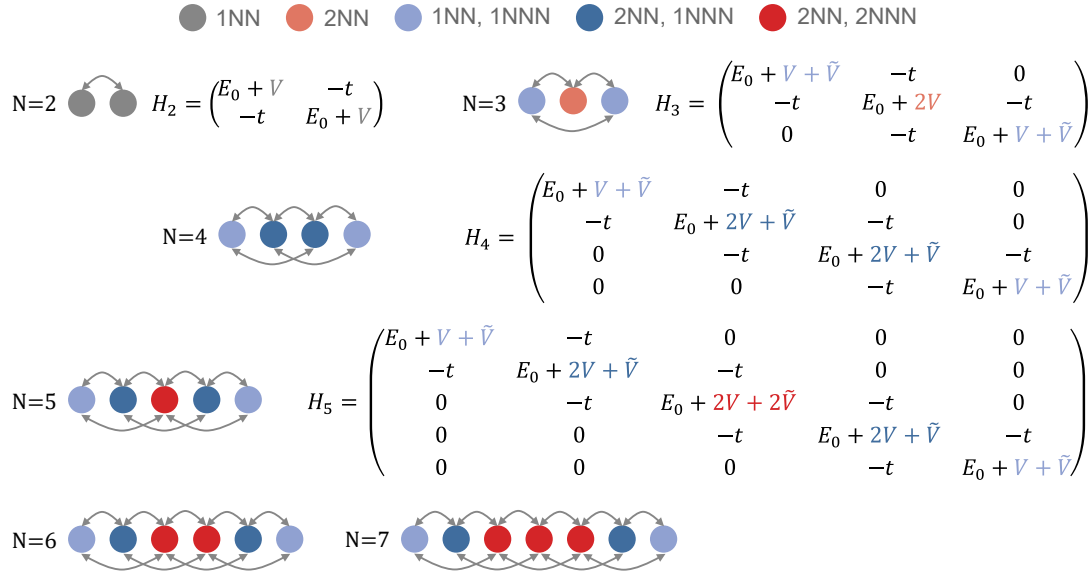 1NN 2NN 1NN, 1NNN 2NN, 1NNN 2NN, 2NNN
N=2 H₂ = (E₀ + V −t
−t E₀ + V)
N=3 H₃ = (E₀ + V + Ṽ −t 0
−t E₀ + 2V −t
0 −t E₀ + V + Ṽ)
N=4 H₄ = (E₀ + V + Ṽ −t 0 0
−t E₀ + 2V + Ṽ −t 0
0 −t E₀ + 2V + Ṽ −t
0 0 −t E₀ + V + Ṽ)
N=5 H₅ = (E₀ + V + Ṽ −t 0 0 0
−t E₀ + 2V + Ṽ −t 0 0
0 −t E₀ + 2V + 2Ṽ −t 0
0 0 −t E₀ + 2V + Ṽ −t
0 0 0 −t E₀ + V + Ṽ)
N=6 N=7